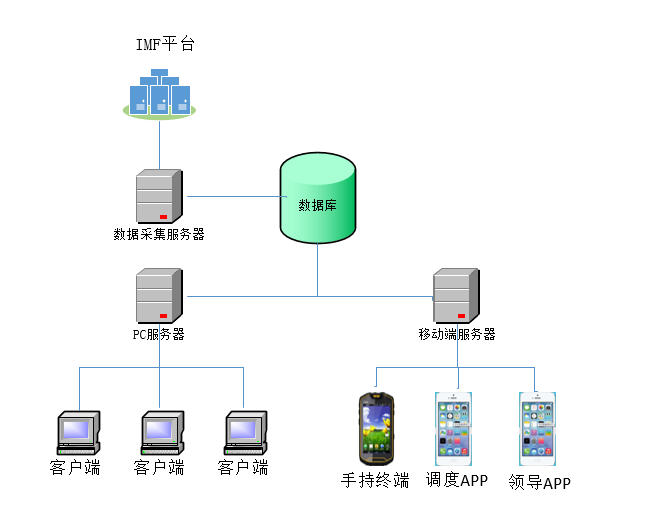 IMF平台
数据库
数据采集服务器
PC服务器
移动端服务器
客户端
客户端
客户端
手持终端
调度APP
领导APP